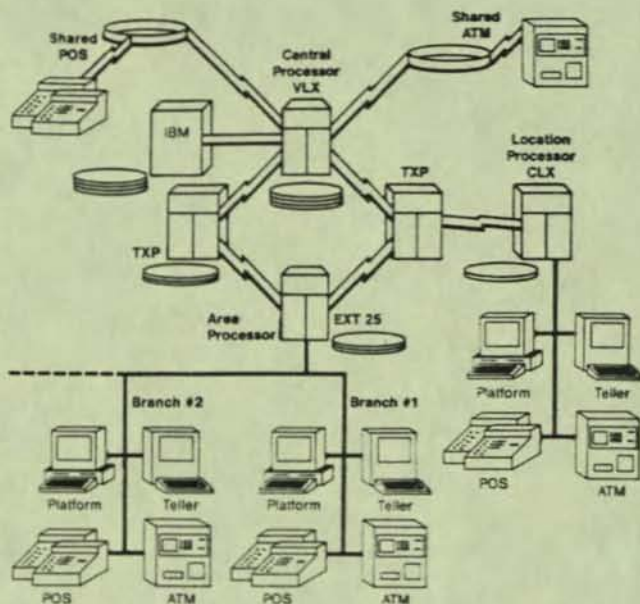 Shared
POS
Central
Processor
VLX
Shared
ATM
IBM
Location
Processor
CLX
TXP
TXP
Area
Processor
EXT 25
Platform
Teller
Branch #2
Branch #1
POS
ATM
Platform
Teller
Platform
Teller
POS
ATM
POS
ATM